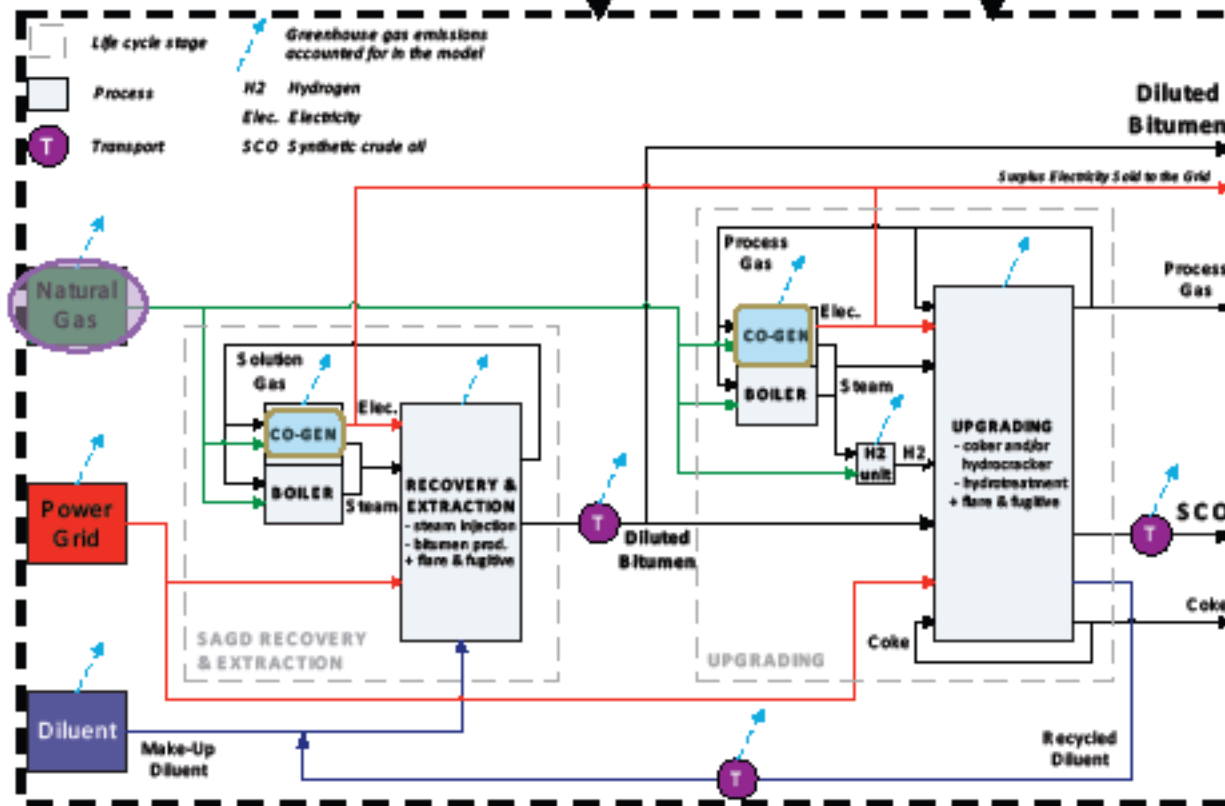 Life cycle stage
Process
T
Transport
Greenhouse gas emissions
accounted for in the model
H2 Hydrogen
Elec. Electricity
SCO Synthetic crude oil
Diluted
Bitumen
Surplus Electricity Sold to the Grid
Natural
Gas
Process
Gas
Process
Gas
CO-GEN
Elec.
BOILER
Steam
H2
unit
H2
UPGRADING
- coker and/or
hydrocracker
- hydrotreatment
+ flare & fugitive
Solution
Gas
CO-GEN
Elec.
BOILER
Steam
RECOVERY &
EXTRACTION
- steam injection
- bitumen prod.
+ flare & fugitive
Power
Grid
T
Diluted
Bitumen
T
SCO
Coke
Coke
SAGD RECOVERY
& EXTRACTION
UPGRADING
Diluent
Make-Up
Diluent
T
Recycled
Diluent